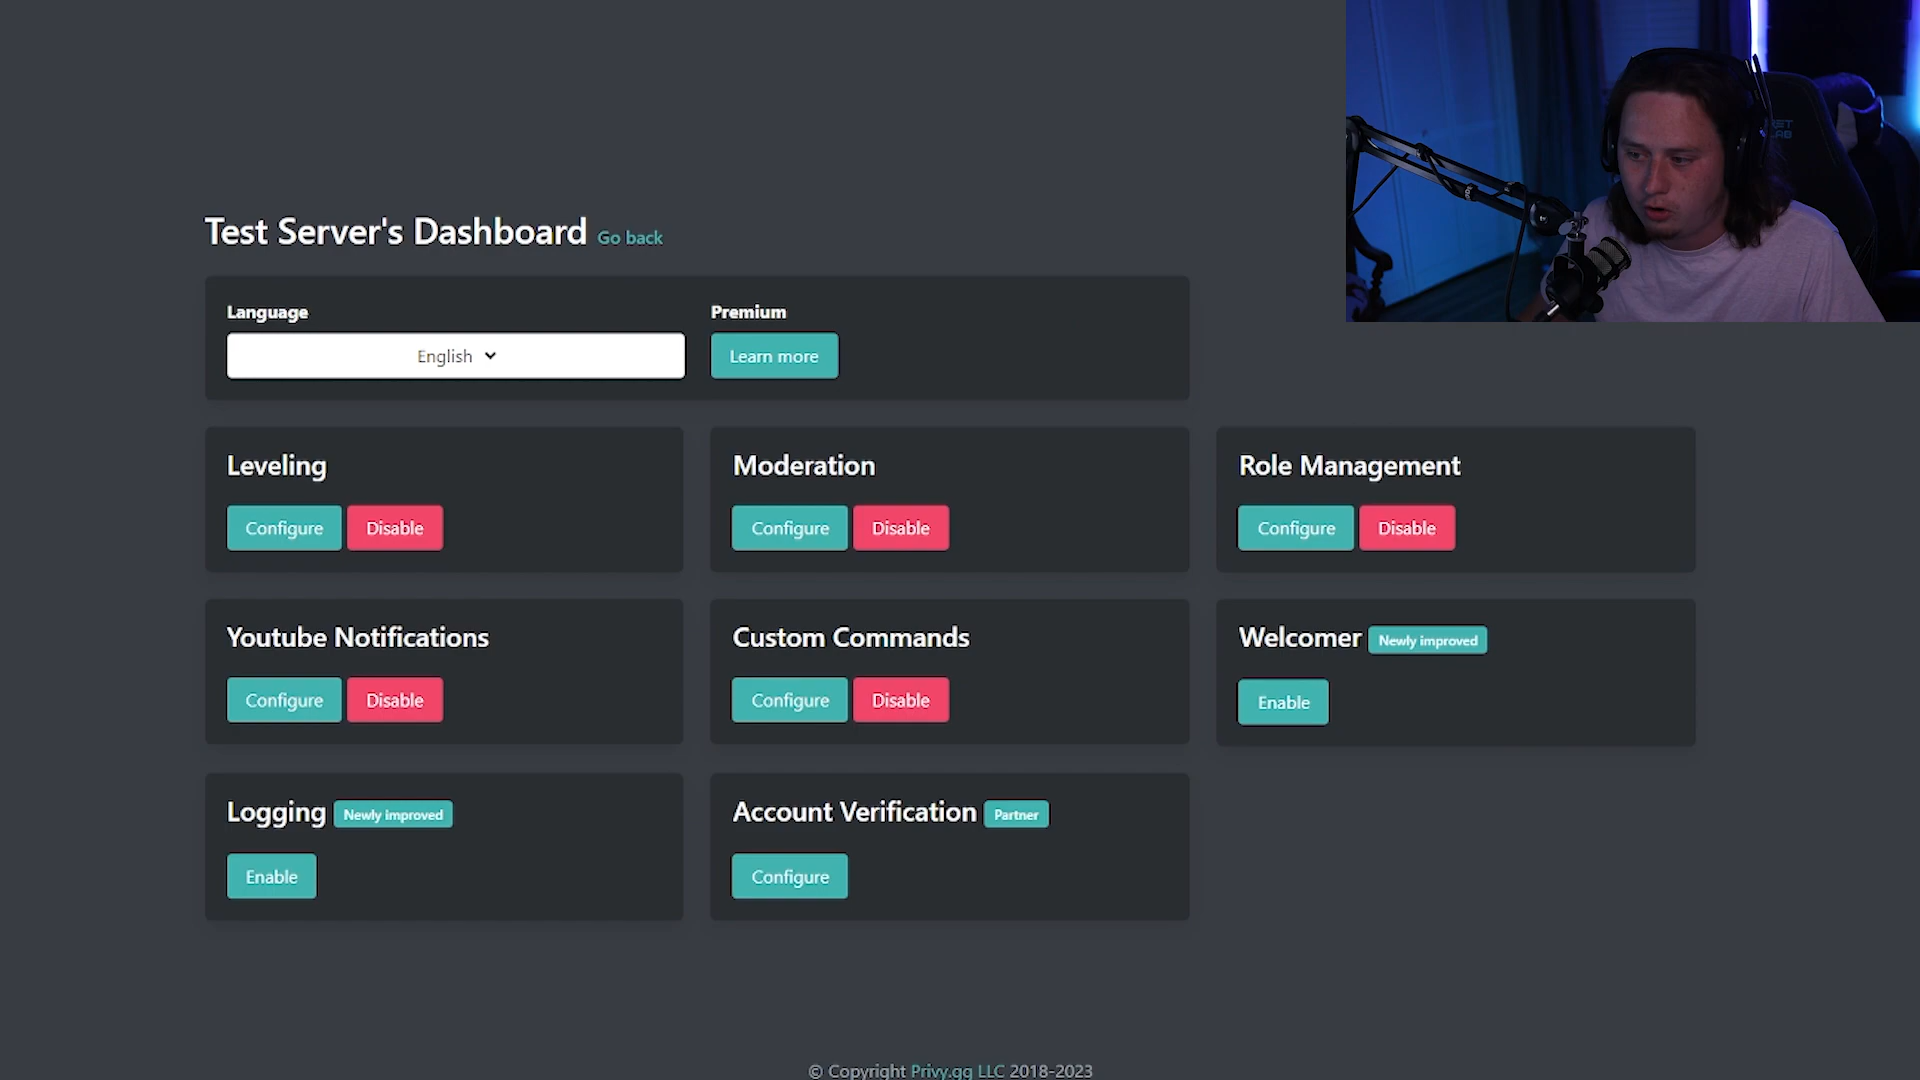 Test Server's Dashboard Go back
Language
English
Premium
Learn more
Leveling
Configure Disable
Moderation
Configure Disable
Role Management
Configure Disable
Youtube Notifications
Configure Disable
Custom Commands
Configure Disable
Welcomer Newly improved
Enable
Logging Newly improved
Enable
Account Verification Partner
Configure
© Copyright Privy.gg LLC 2018-2023